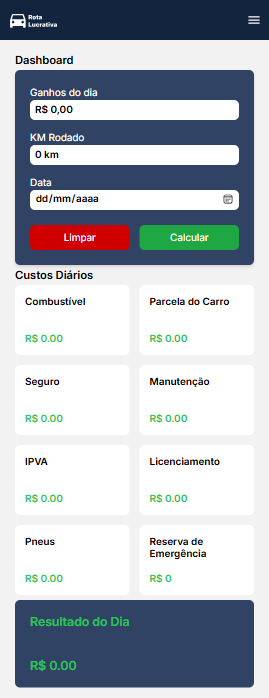 Rota
Lucrativa
Dashboard
Ganhos do dia
R$ 0,00
KM Rodado
0 km
Data
dd/mm/aaaa
Limpar
Calcular
Custos Diários
Combustível
R$ 0.00
Parcela do Carro
R$ 0.00
Seguro
R$ 0.00
Manutenção
R$ 0.00
IPVA
R$ 0.00
Licenciamento
R$ 0.00
Pneus
R$ 0.00
Reserva de
Emergência
R$ 0
Resultado do Dia
R$ 0.00